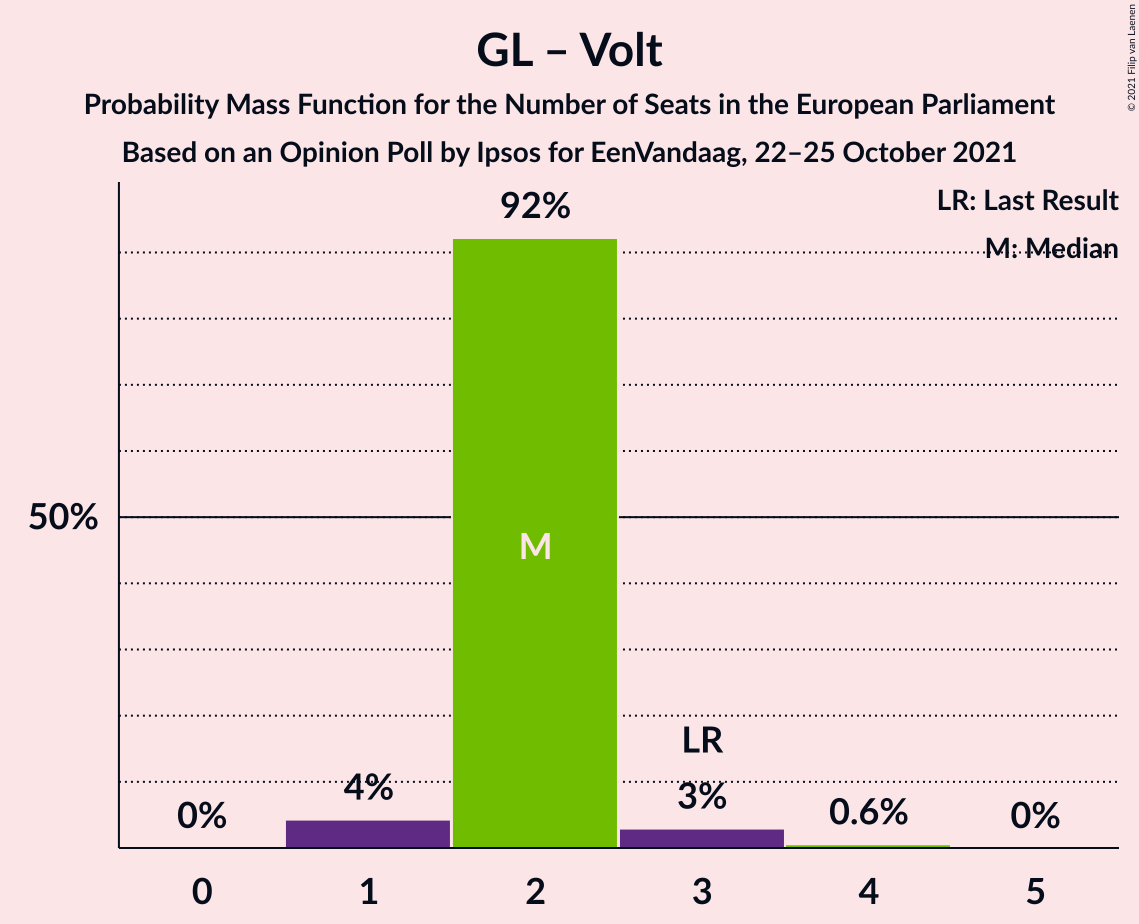 GL – Volt
Probability Mass Function for the Number of Seats in the European Parliament
Based on an Opinion Poll by Ipsos for EenVandaag, 22–25 October 2021
© 2021 Filip van Laenen
LR: Last Result
M: Median
92%
50%
M
LR
0%
4%
3%
0.6%
0%
0
1
2
3
4
5